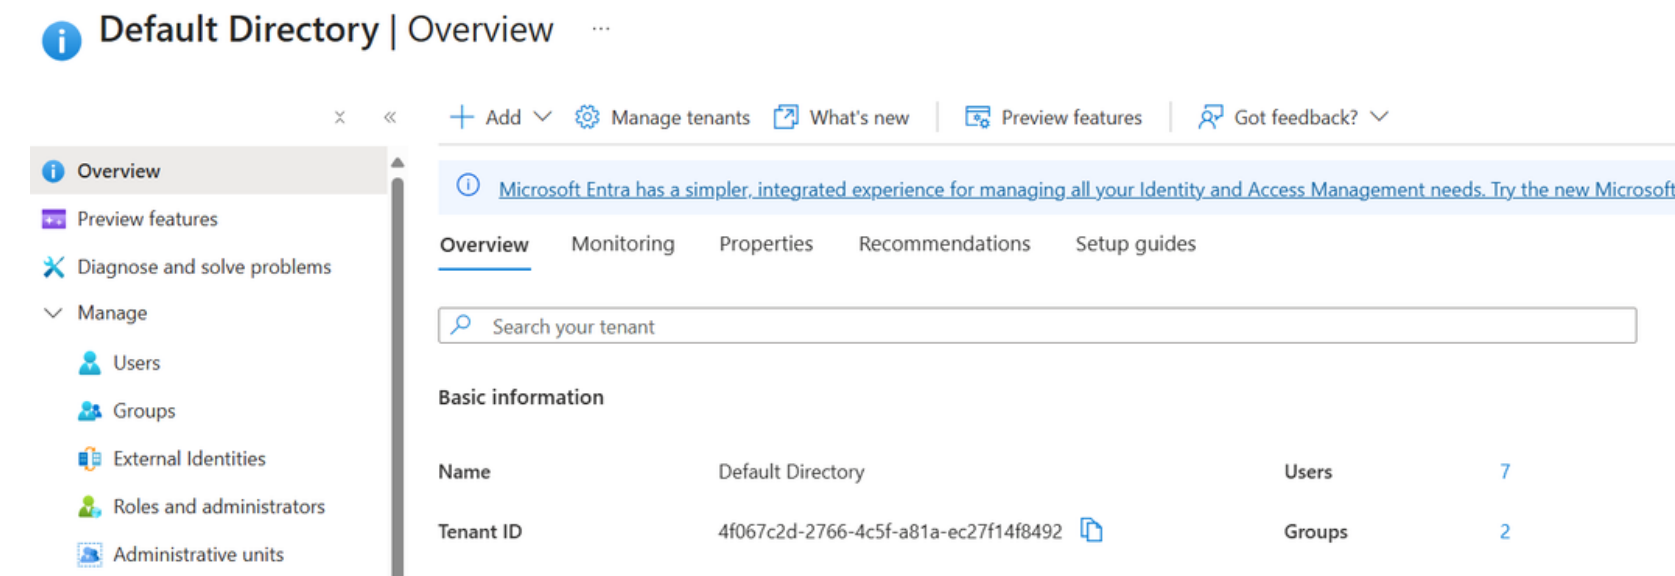 Default Directory | Overview ...
Add Manage tenants What's new Preview features Got feedback?
Overview
Preview features
Diagnose and solve problems
Manage
Users
Groups
External Identities
Roles and administrators
Administrative units
Microsoft Entra has a simpler, integrated experience for managing all your Identity and Access Management needs. Try the new Microsoft
Overview Monitoring Properties Recommendations Setup guides
Search your tenant
Basic information
Name Default Directory Users 7
Tenant ID 4f067c2d-2766-4c5f-a81a-ec27f14f8492 Groups 2